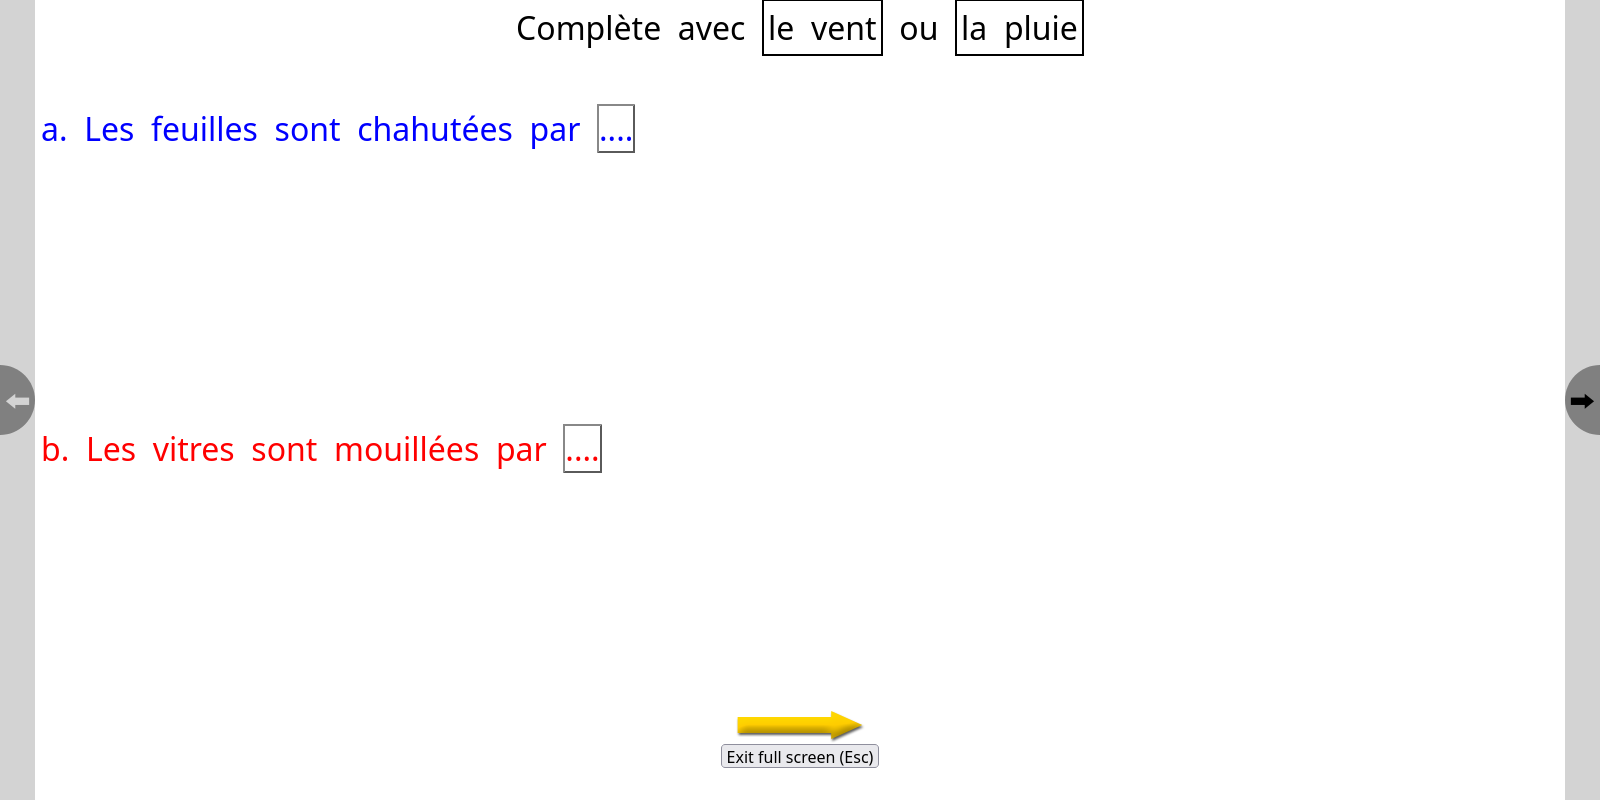 Complète avec le vent ou la pluie
a. Les feuilles sont chahutées par ....
b. Les vitres sont mouillées par ....
Exit full screen (Esc)